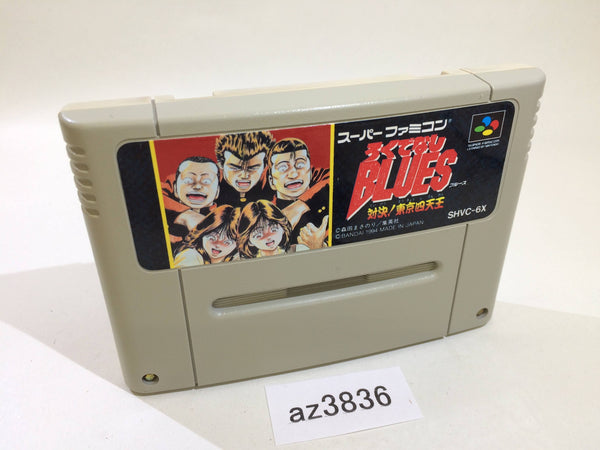 スーパーファミコン®
ろくでなし
BLUES
ブルース
対決!東京四天王
SHVC-6X
©森田まさのり/集英社
©BANDAI 1994 MADE IN JAPAN
az3836